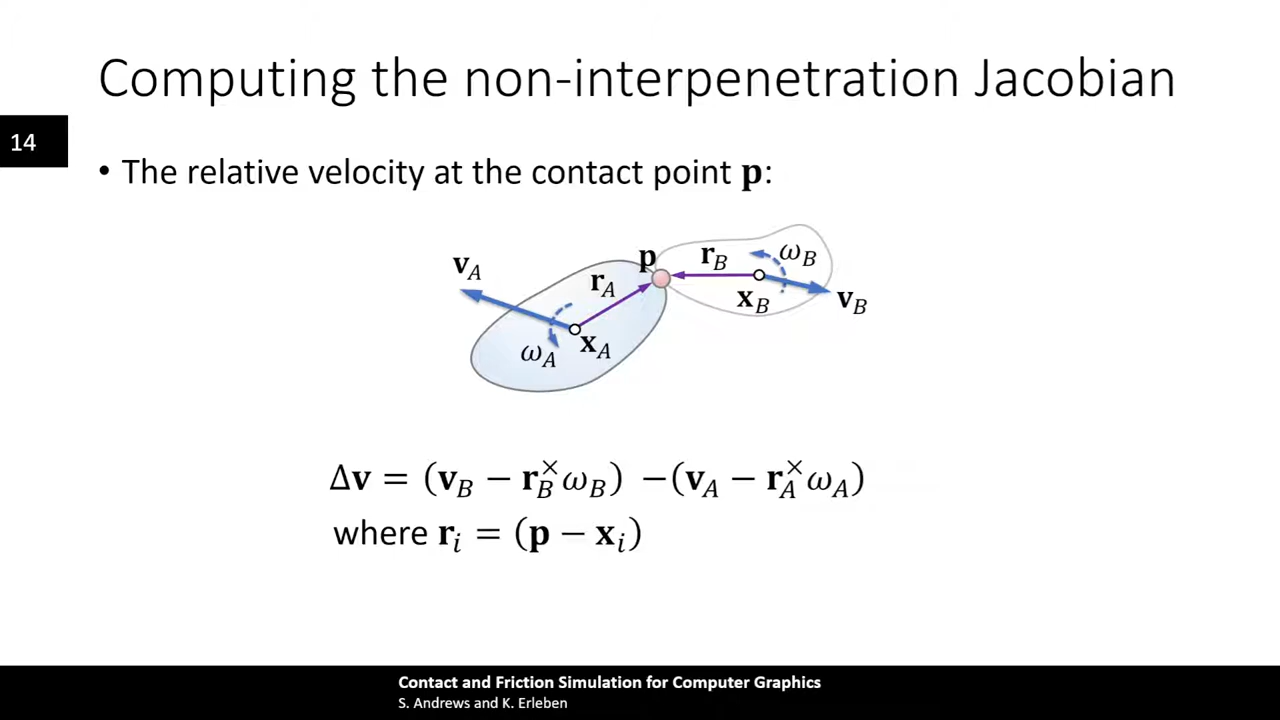 Computing the non-interpenetration Jacobian
14
• The relative velocity at the contact point p:
v_A
ω_A
x_A
r_A
p
r_B
x_B
ω_B
v_B
Δv = (v_B − r_B^× ω_B) −(v_A − r_A^× ω_A)
where r_i = (p − x_i)
Contact and Friction Simulation for Computer Graphics
S. Andrews and K. Erleben